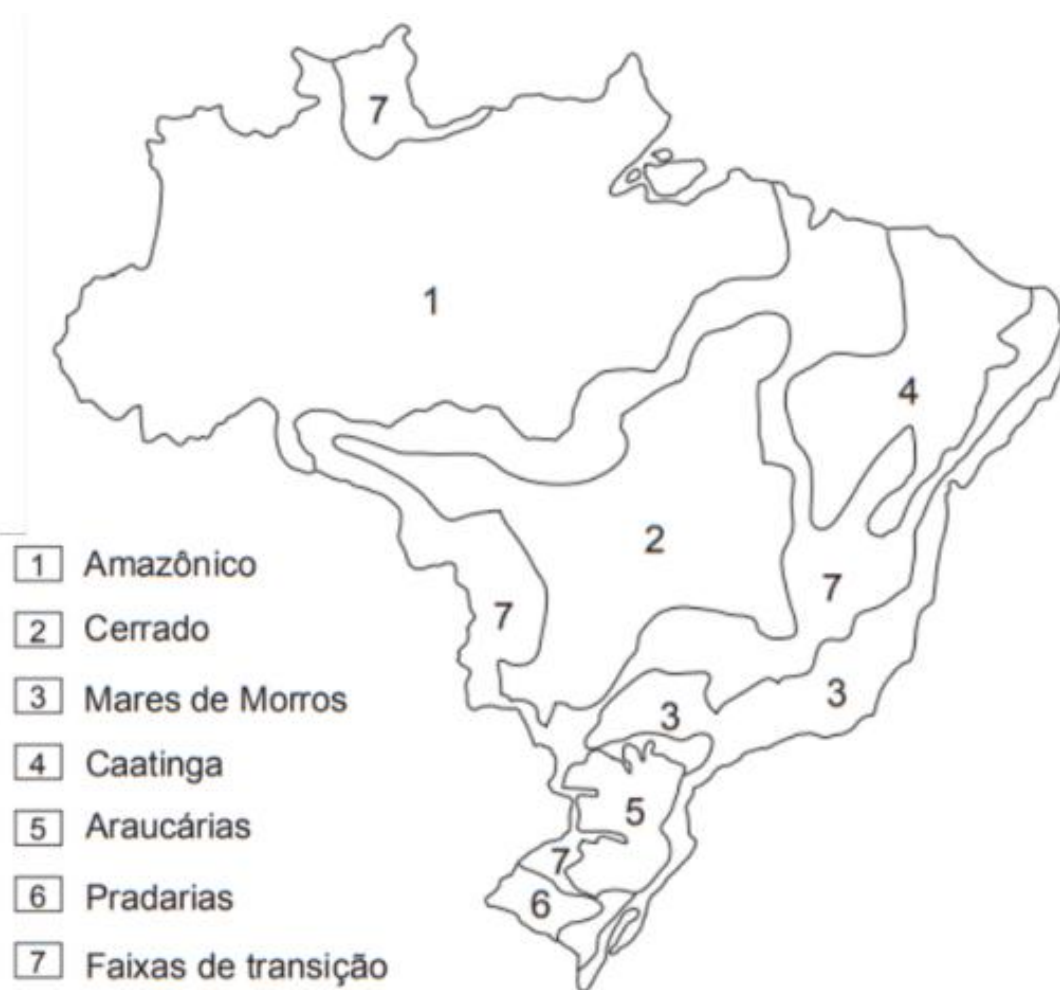 7
1
4
2
7
7
3
3
5
7
6
1 Amazônico
2 Cerrado
3 Mares de Morros
4 Caatinga
5 Araucárias
6 Pradarias
7 Faixas de transição